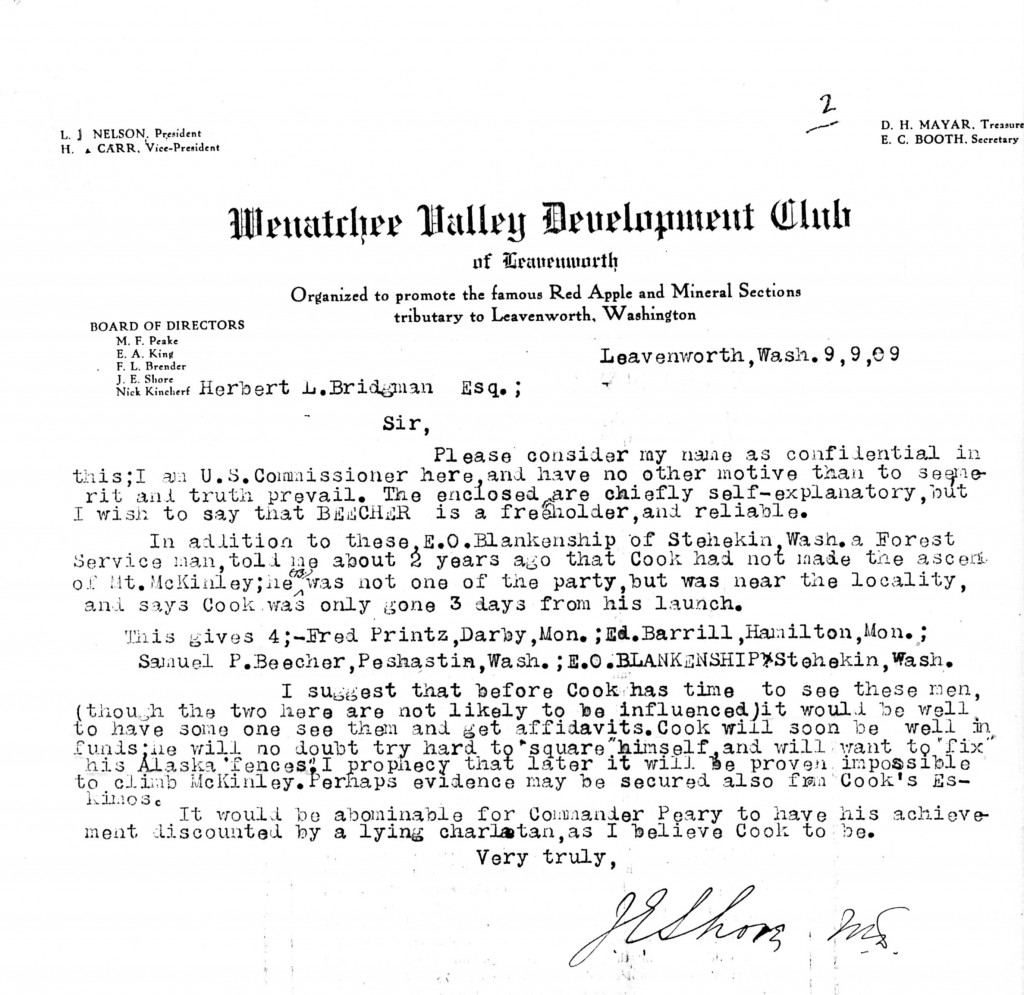 2
L. J NELSON, President
H. A CARR, Vice-President
D. H. MAYAR, Treasure
E. C. BOOTH, Secretary
Wenatchee Valley Development Club
of Leavenworth
Organized to promote the famous Red Apple and Mineral Sections
tributary to Leavenworth, Washington
BOARD OF DIRECTORS
M. F. Peake
E. A. King
F. L. Brender
J. E. Shore
Nick Kincherf
Leavenworth,Wash. 9,9,09
Herbert L.Bridgman Esq.;
Sir,
Please consider my name as confidential in
this;I am U.S.Commissioner here,and have no other motive than to see me-
rit and truth prevail. The enclosed are chiefly self-explanatory,but
I wish to say that BEECHER is a freeholder,and reliable.
In addition to these,E.O.Blankenship of Stehekin,Wash.a Forest
Service man,told me about 2 years ago that Cook had not made the ascent
of Mt.McKinley;he was not one of the party,but was near the locality,
and says Cook was only gone 3 days from his launch.
This gives 4;-Fred Printz,Darby,Mon.;Ed.Barrill,Hamilton,Mon.;
Samuel P.Beecher,Peshastin,Wash.;E.O.BLANKENSHIP,Stehekin,Wash.
I suggest that before Cook has time to see these men,
(though the two here are not likely to be influenced)it would be well
to have some one see them and get affidavits.Cook will soon be well in
funds;he will no doubt try hard to "square"himself,and will want to"fix"
his Alaska fences"I prophecy that later it will be proven impossible
to climb McKinley.Perhaps evidence may be secured also frm Cook's Es-
kimos.
It would be abominable for Commander Peary to have his achieve-
ment discounted by a lying charlatan,as I believe Cook to be.
Very truly,
J E Shore